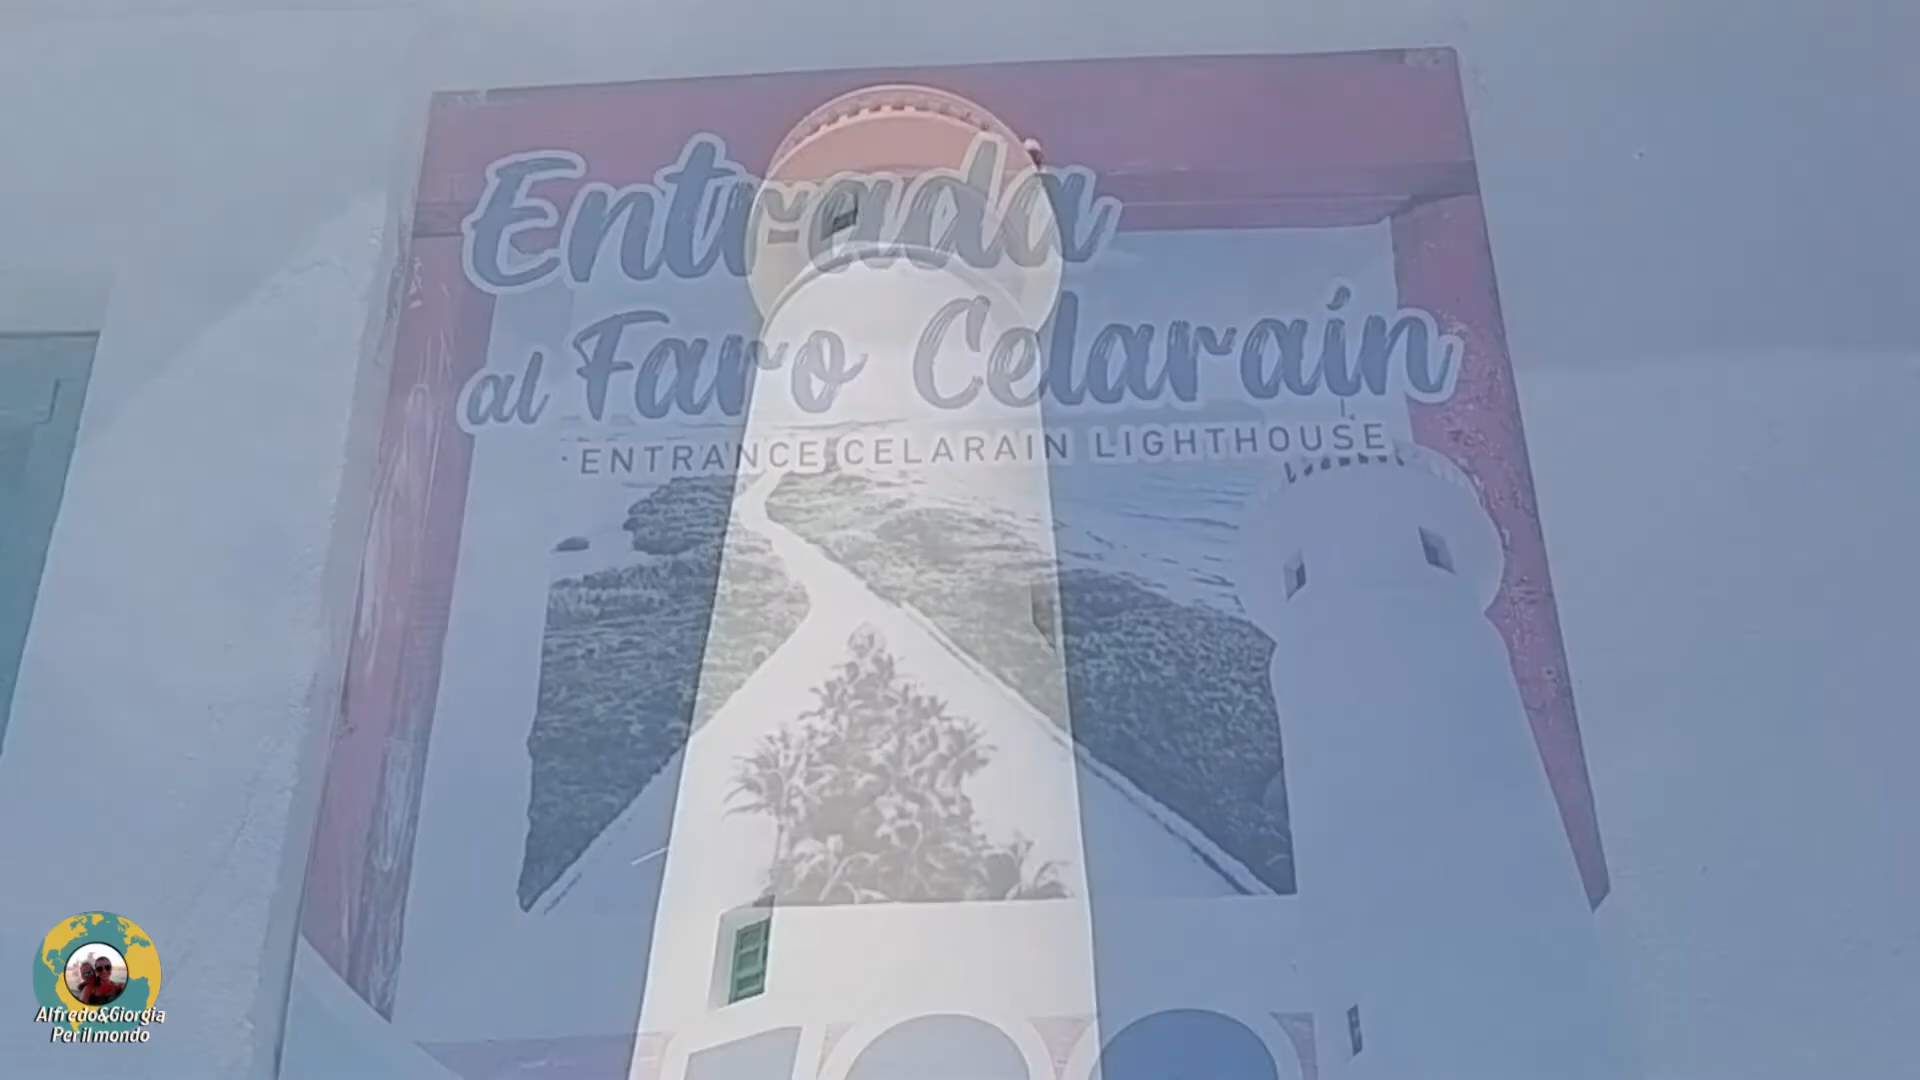 Entrada
al Faro Celaraín
ENTRANCE CELARAIN LIGHTHOUSE
Alfredo&Giorgia
Per il mondo